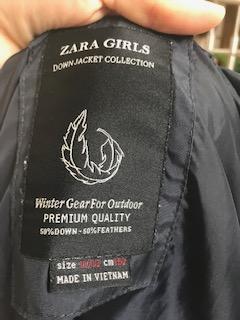 ZARA GIRLS
DOWN JACKET COLLECTION
Winter Gear For Outdoor
PREMIUM QUALITY
50%DOWN - 50%FEATHERS
size cm
MADE IN VIETNAM